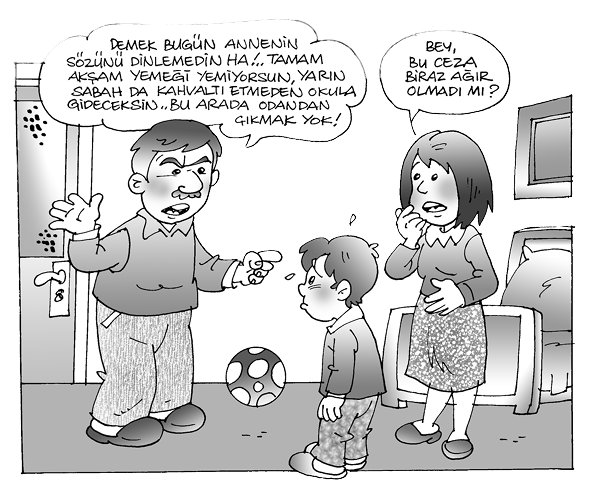 DEMEK BUGÜN ANNENİN
SÖZÜNÜ DİNLEMEDİN HA!.. TAMAM
AKŞAM YEMEĞİ YEMİYORSUN, YARIN
SABAH DA KAHVALTI ETMEDEN OKULA
GİDECEKSİN.. BU ARADA ODANDAN
ÇIKMAK YOK!
BEY,
BU CEZA
BİRAZ AĞIR
OLMADI MI?